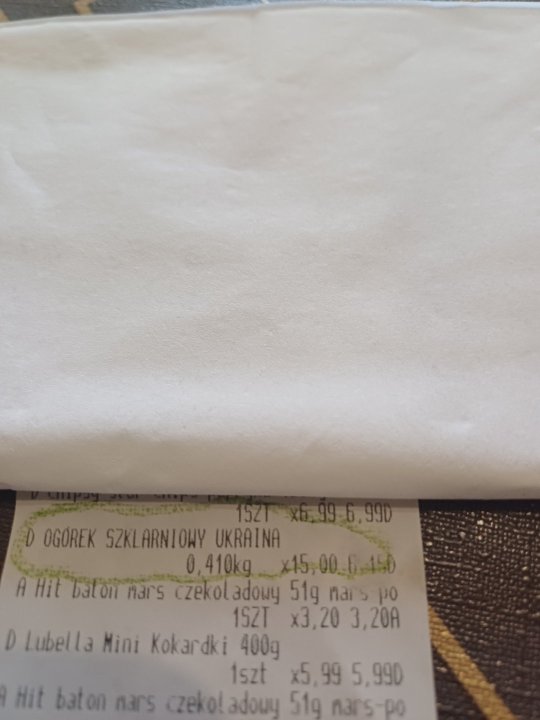 1SZT x6,99 6,99D
D OGÓREK SZKLARNIOWY UKRAINA
0,410kg x15,00 6,15D
A Hit baton mars czekoladowy 51g mars po
1SZT x3,20 3,20A
D Lubella Mini Kokardki 400g
1szt x5,99 5,99D
A Hit baton mars czekoladowy 51g mars-po